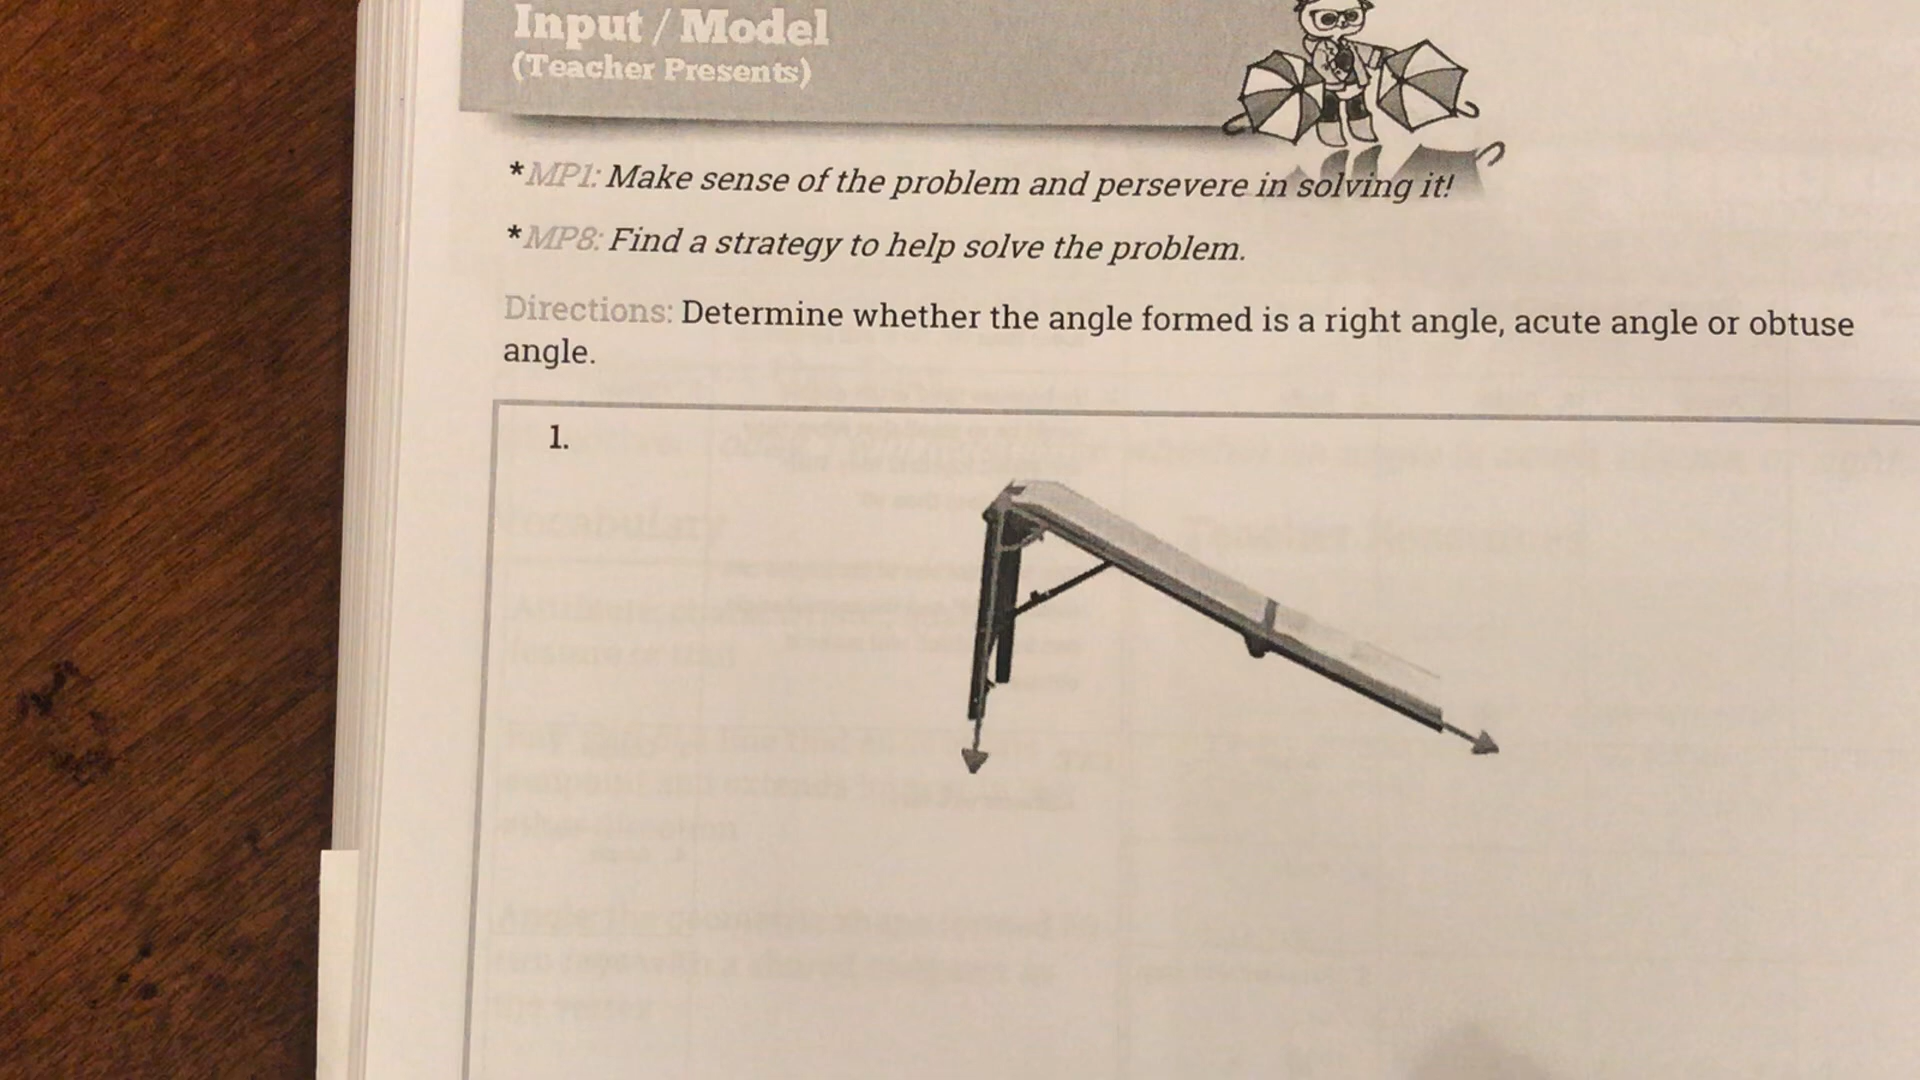 Input / Model
(Teacher Presents)
*MP1: Make sense of the problem and persevere in solving it!
*MP8: Find a strategy to help solve the problem.
Directions: Determine whether the angle formed is a right angle, acute angle or obtuse
angle.
1.